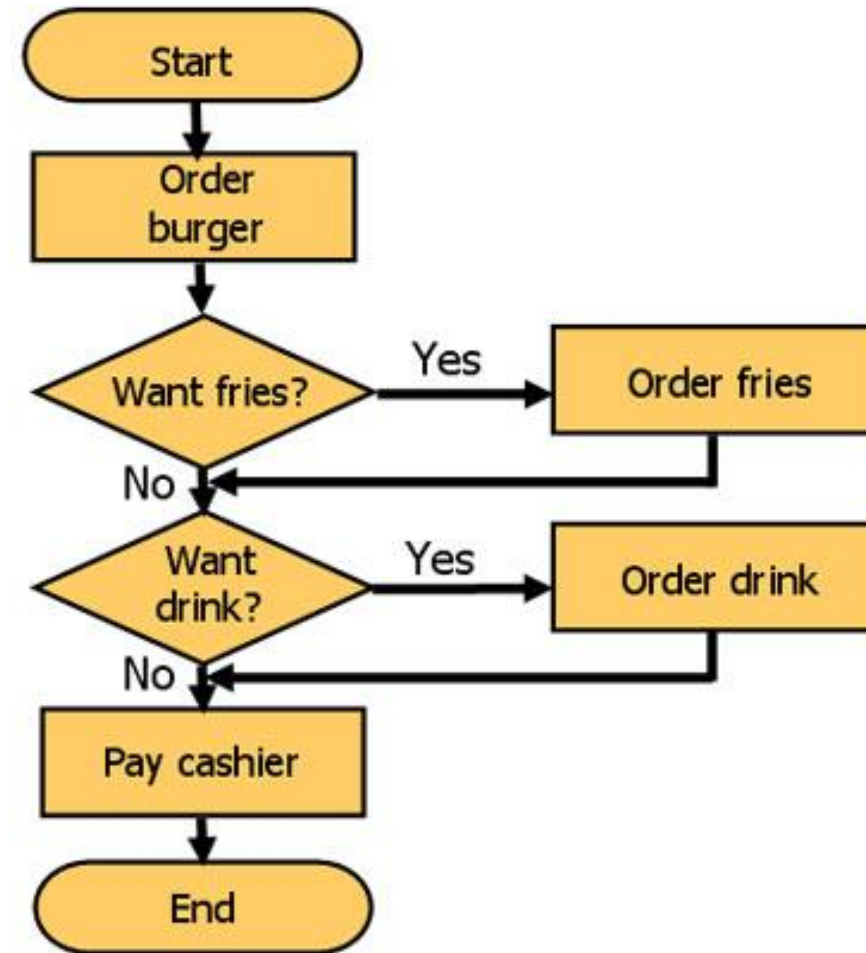 Start
Order
burger
Want fries?
Yes
Order fries
No
Want
drink?
Yes
Order drink
No
Pay cashier
End